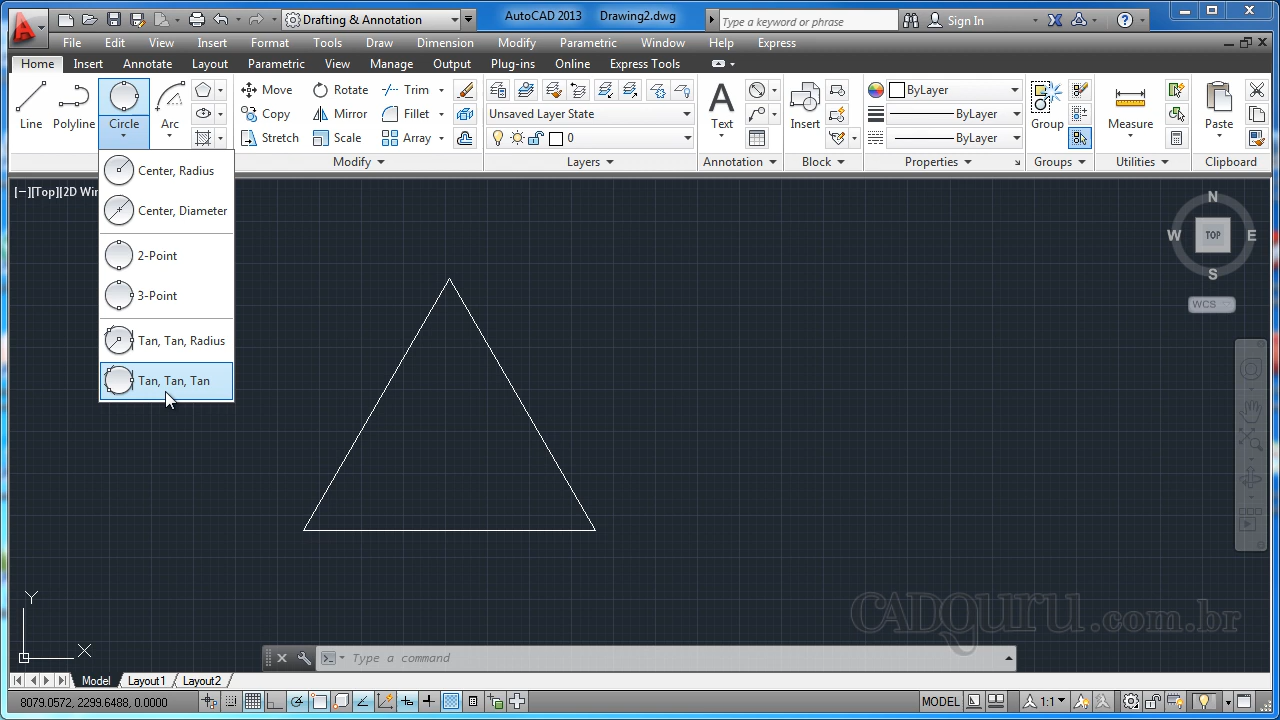 Drafting & Annotation
AutoCAD 2013 Drawing2.dwg
Type a keyword or phrase
Sign In
File Edit View Insert Format Tools Draw Dimension Modify Parametric Window Help Express
Home Insert Annotate Layout Parametric View Manage Output Plug-ins Online Express Tools
Line
Polyline
Circle
Arc
Move Rotate Trim
Copy Mirror Fillet
Stretch Scale Array
Modify
Unsaved Layer State
0
Layers
Text
Annotation
Insert
Block
ByLayer
ByLayer
ByLayer
Properties
Group
Groups
Measure
Utilities
Paste
Clipboard
Center, Radius
Center, Diameter
2-Point
3-Point
Tan, Tan, Radius
Tan, Tan, Tan
[−][Top][2D Wir
N
W TOP E
S
WCS
Y
X
CADguru.com.br
Type a command
Model Layout1 Layout2
8079.0572, 2299.6488, 0.0000
MODEL
1:1